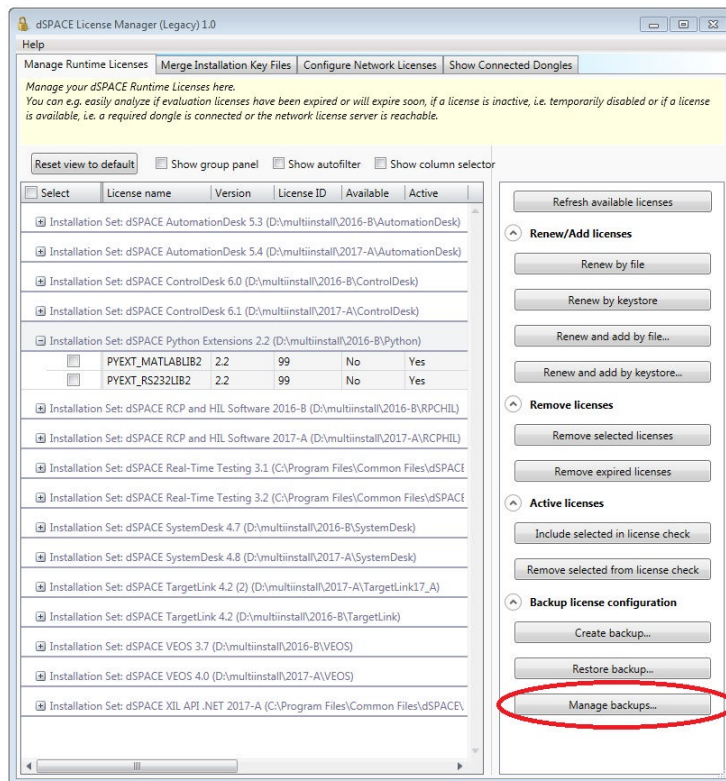 dSPACE License Manager (Legacy) 1.0
Help
Manage Runtime Licenses Merge Installation Key Files Configure Network Licenses Show Connected Dongles
Manage your dSPACE Runtime Licenses here.
You can e.g. easily analyze if evaluation licenses have been expired or will expire soon, if a license is inactive, i.e. temporarily disabled or if a license
is available, i.e. a required dongle is connected or the network license server is reachable.
Reset view to default Show group panel Show autofilter Show column selector
Select License name Version License ID Available Active
Installation Set: dSPACE AutomationDesk 5.3 (D:\multiinstall\2016-B\AutomationDesk)
Installation Set: dSPACE AutomationDesk 5.4 (D:\multiinstall\2017-A\AutomationDesk)
Installation Set: dSPACE ControlDesk 6.0 (D:\multiinstall\2016-B\ControlDesk)
Installation Set: dSPACE ControlDesk 6.1 (D:\multiinstall\2017-A\ControlDesk)
Installation Set: dSPACE Python Extensions 2.2 (D:\multiinstall\2016-B\Python)
PYEXT_MATLABLIB2 2.2 99 No Yes
PYEXT_RS232LIB2 2.2 99 No Yes
Installation Set: dSPACE RCP and HIL Software 2016-B (D:\multiinstall\2016-B\RPCHIL)
Installation Set: dSPACE RCP and HIL Software 2017-A (D:\multiinstall\2017-A\RCPHIL)
Installation Set: dSPACE Real-Time Testing 3.1 (C:\Program Files\Common Files\dSPACE
Installation Set: dSPACE Real-Time Testing 3.2 (C:\Program Files\Common Files\dSPACE
Installation Set: dSPACE SystemDesk 4.7 (D:\multiinstall\2016-B\SystemDesk)
Installation Set: dSPACE SystemDesk 4.8 (D:\multiinstall\2017-A\SystemDesk)
Installation Set: dSPACE TargetLink 4.2 (2) (D:\multiinstall\2017-A\TargetLink17_A)
Installation Set: dSPACE TargetLink 4.2 (D:\multiinstall\2016-B\TargetLink)
Installation Set: dSPACE VEOS 3.7 (D:\multiinstall\2016-B\VEOS)
Installation Set: dSPACE VEOS 4.0 (D:\multiinstall\2017-A\VEOS)
Installation Set: dSPACE XIL API .NET 2017-A (C:\Program Files\Common Files\dSPACE\
Refresh available licenses
Renew/Add licenses
Renew by file
Renew by keystore
Renew and add by file...
Renew and add by keystore...
Remove licenses
Remove selected licenses
Remove expired licenses
Active licenses
Include selected in license check
Remove selected from license check
Backup license configuration
Create backup...
Restore backup...
Manage backups...